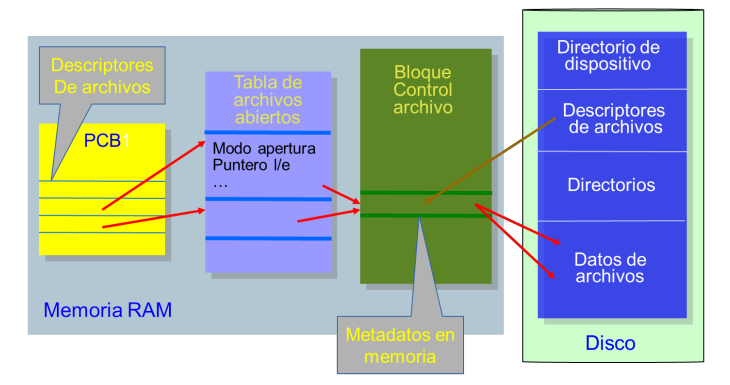 Descriptores
De archivos
PCB1
Tabla de
archivos
abiertos
Modo apertura
Puntero l/e
…
Bloque
Control
archivo
Metadatos en
memoria
Memoria RAM
Directorio de
dispositivo
Descriptores
de archivos
Directorios
Datos de
archivos
Disco